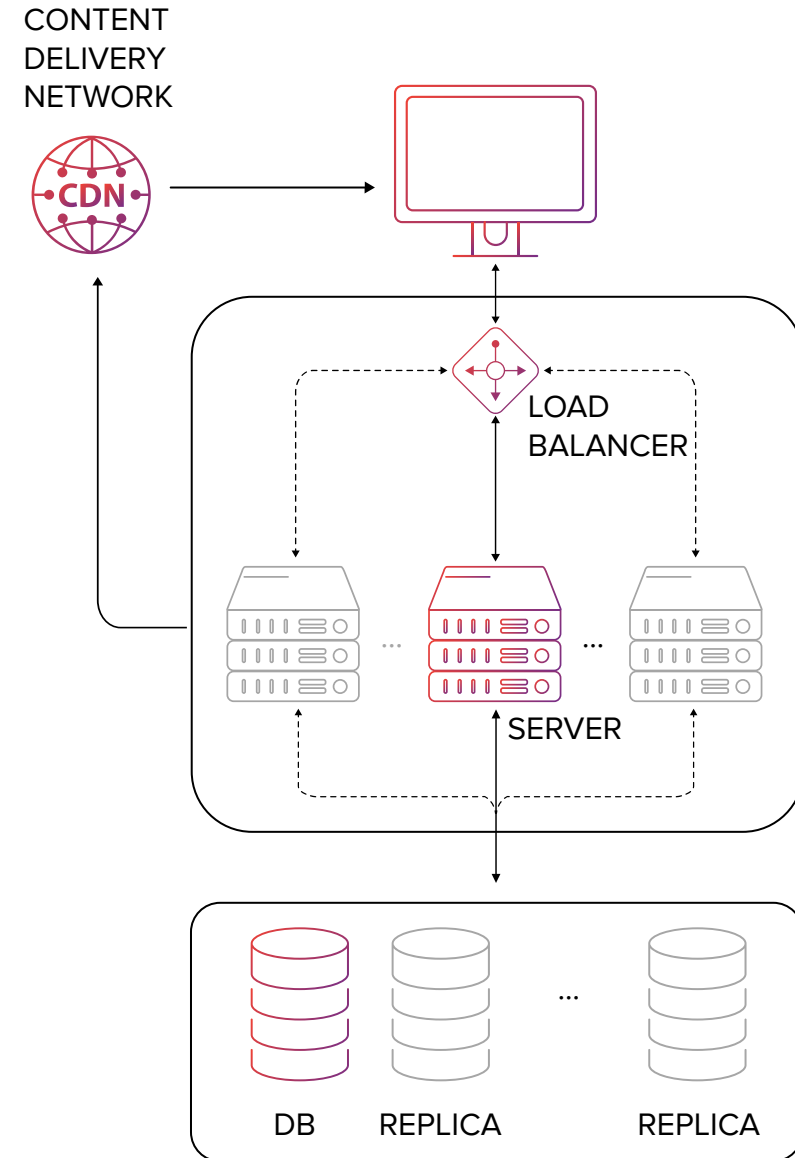 CONTENT
DELIVERY
NETWORK
CDN
LOAD
BALANCER
... ...
SERVER
...
DB REPLICA REPLICA